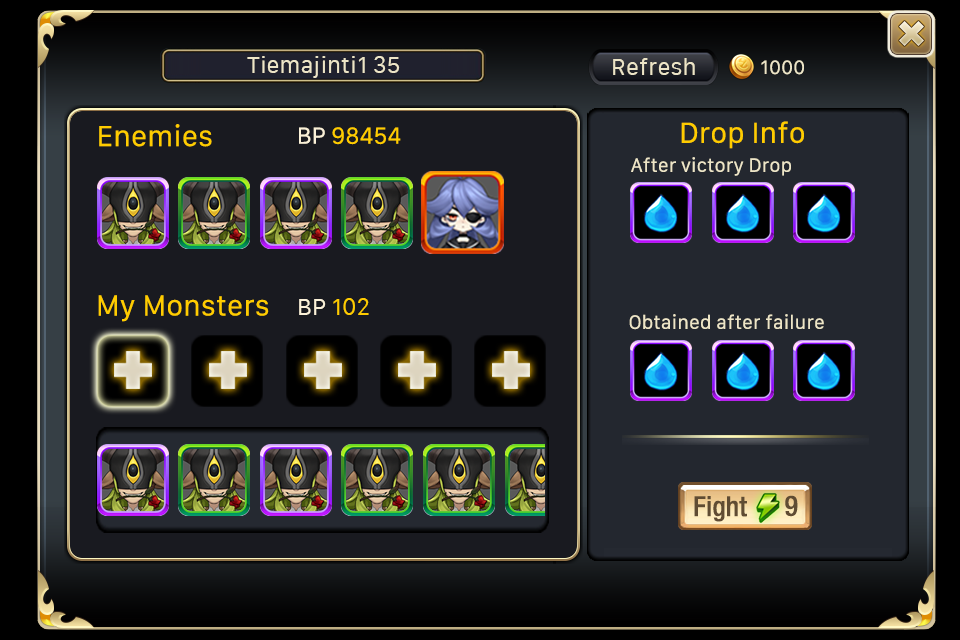 Tiemajinti1 35
Refresh 1000
Enemies BP 98454
My Monsters BP 102
Drop Info
After victory Drop
Obtained after failure
Fight 9